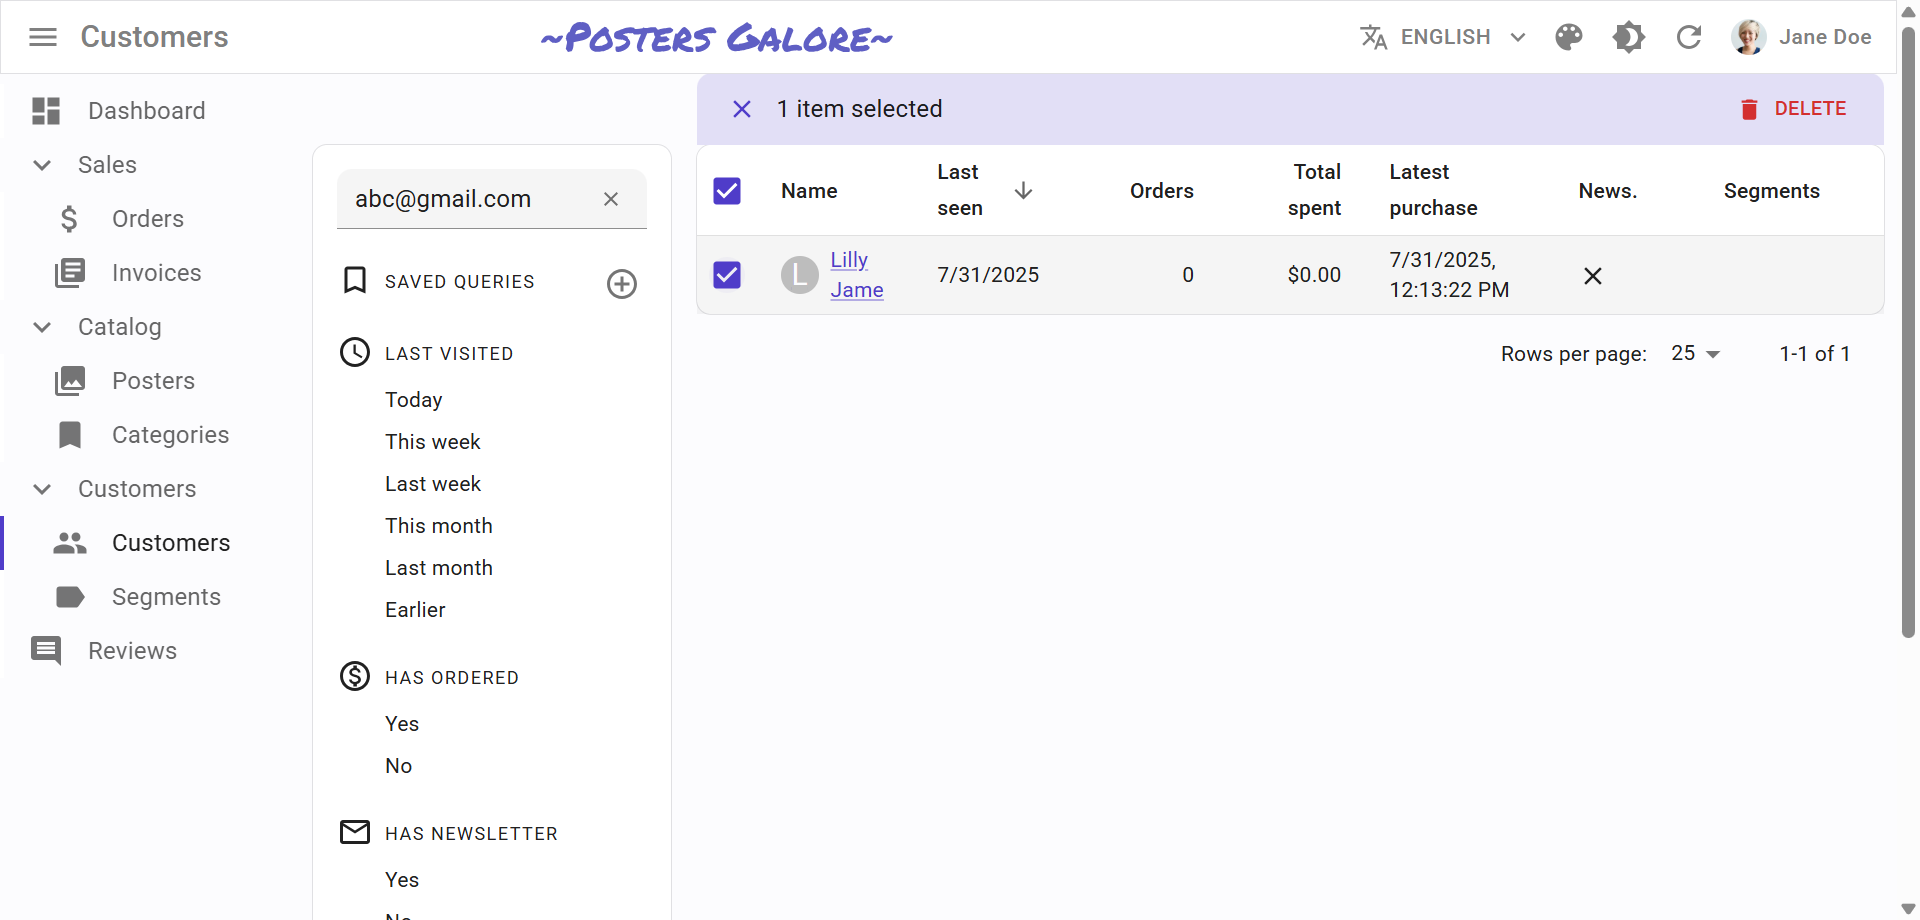 Customers
~Posters Galore~
ENGLISH
Jane Doe
Dashboard
Sales
Orders
Invoices
Catalog
Posters
Categories
Customers
Customers
Segments
Reviews
abc@gmail.com
SAVED QUERIES
LAST VISITED
Today
This week
Last week
This month
Last month
Earlier
HAS ORDERED
Yes
No
HAS NEWSLETTER
Yes
No
1 item selected
DELETE
Name
Last seen
Orders
Total spent
Latest purchase
News.
Segments
L
Lilly Jame
7/31/2025
0
$0.00
7/31/2025, 12:13:22 PM
Rows per page: 25
1-1 of 1